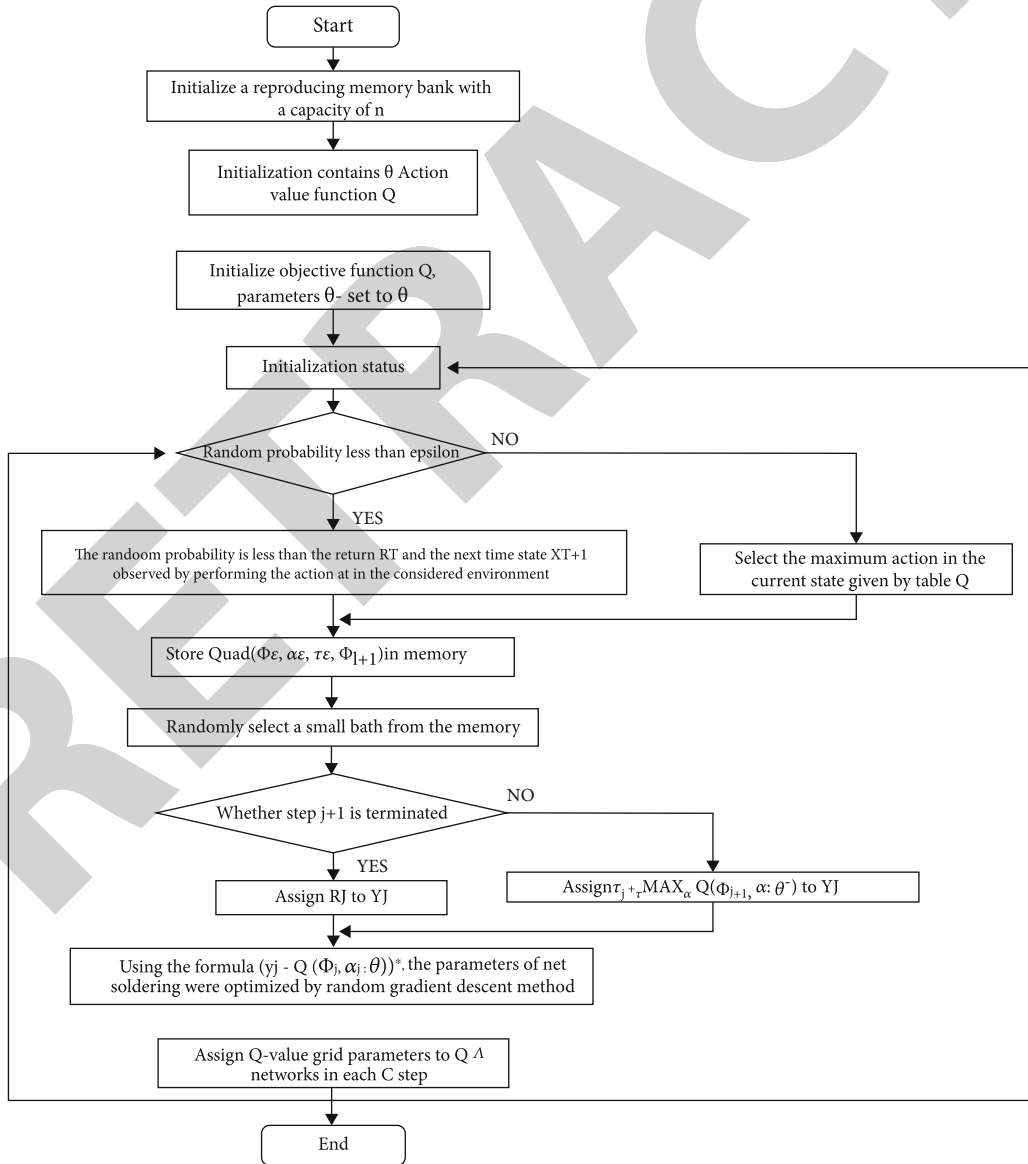 Start
Initialize a reproducing memory bank with
a capacity of n
Initialization contains θ Action
value function Q
Initialize objective function Q,
parameters θ- set to θ
Initialization status
Random probability less than epsilon
NO
YES
The randoom probability is less than the return RT and the next time state XT+1
observed by performing the action at in the considered environment
Select the maximum action in the
current state given by table Q
Store Quad(Φε, αε, τε, Φl+1)in memory
Randomly select a small bath from the memory
Whether step j+1 is terminated
NO
YES
Assign RJ to YJ
Assignτj+τMAXα Q(Φj+1, α: θ-) to YJ
Using the formula (yj - Q (Φj, αj: θ))*, the parameters of net
soldering were optimized by random gradient descent method
Assign Q-value grid parameters to Q Λ
networks in each C step
End
RETRAC